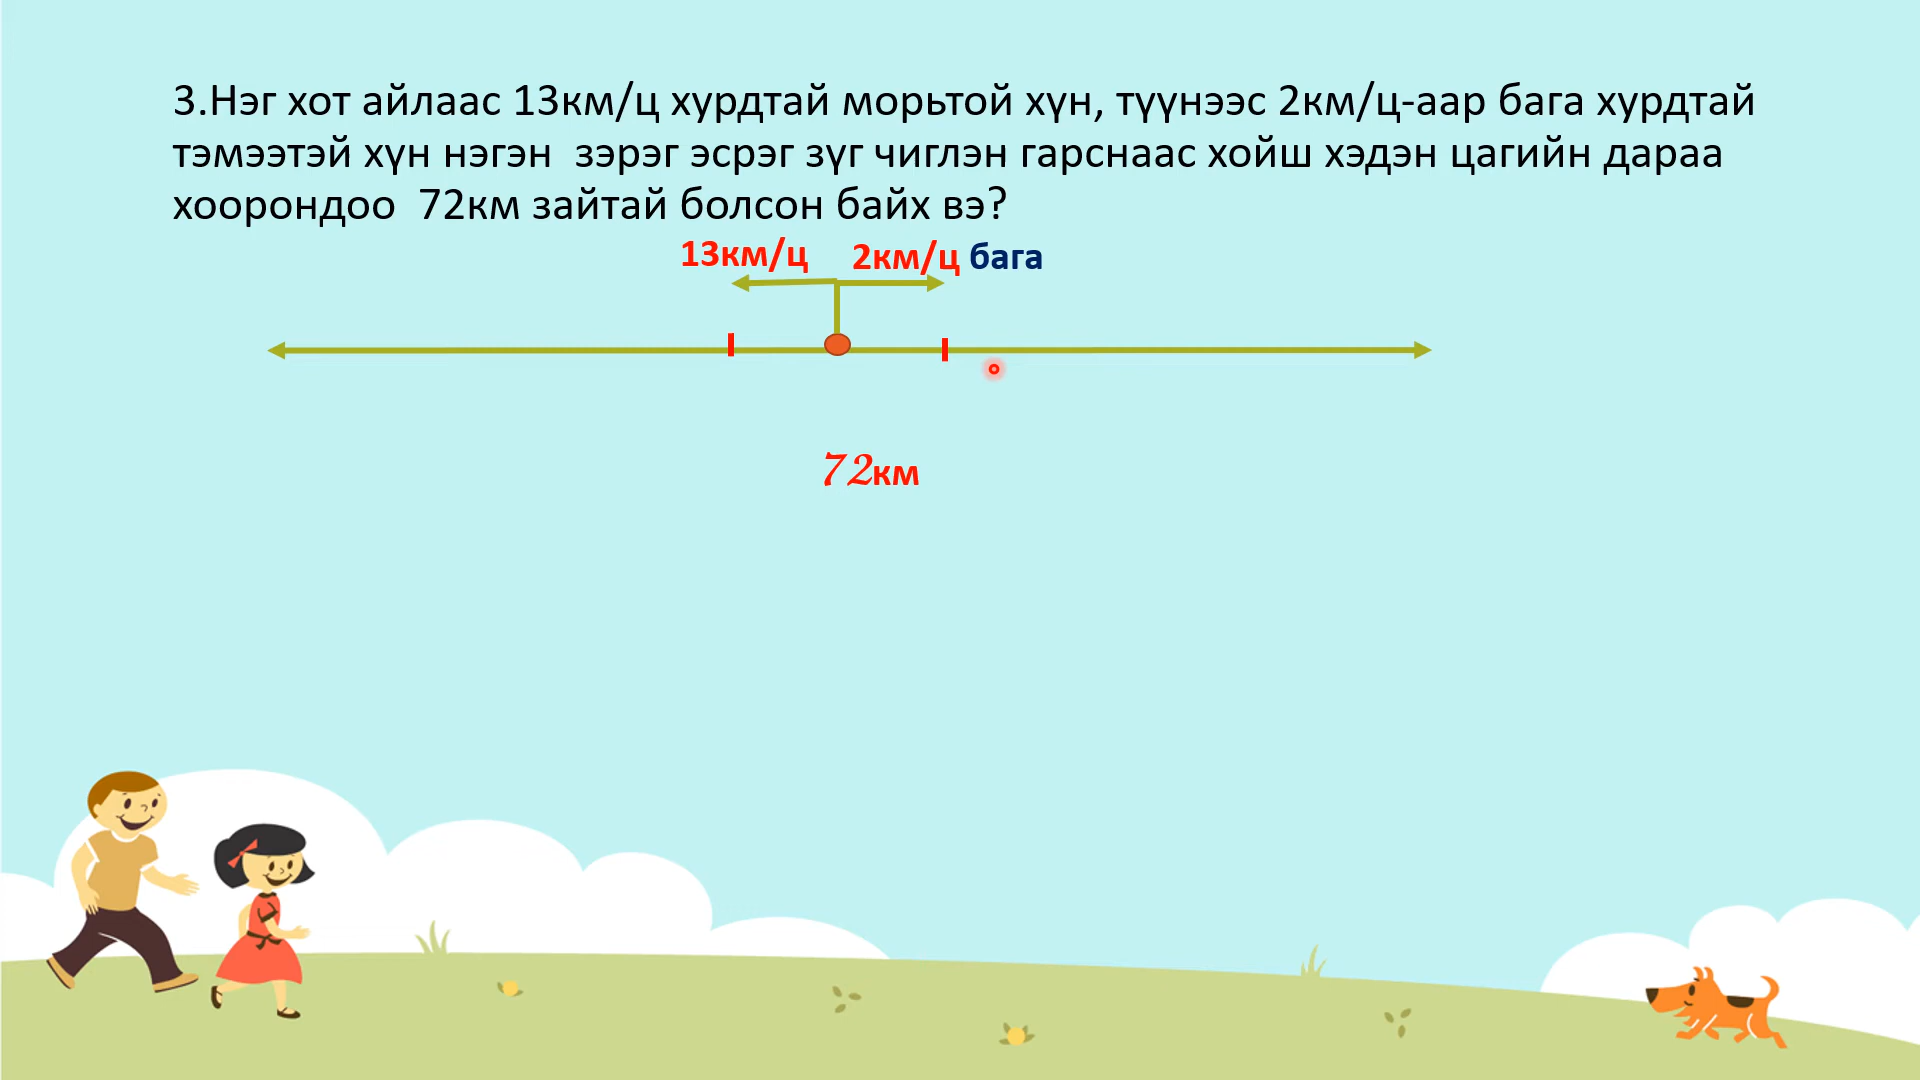 3.Нэг хот айлаас 13км/ц хурдтай морьтой хүн, түүнээс 2км/ц-аар бага хурдтай
тэмээтэй хүн нэгэн  зэрэг эсрэг зүг чиглэн гарснаас хойш хэдэн цагийн дараа
хоорондоо  72км зайтай болсон байх вэ?
13км/ц 2км/ц бага
72км